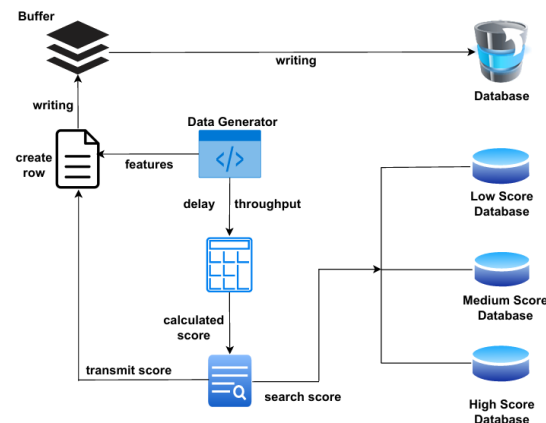 Buffer
writing
Database
writing
Data Generator
</>
create
row
features
delay
throughput
Low Score
Database
Medium Score
Database
calculated
score
transmit score
search score
High Score
Database